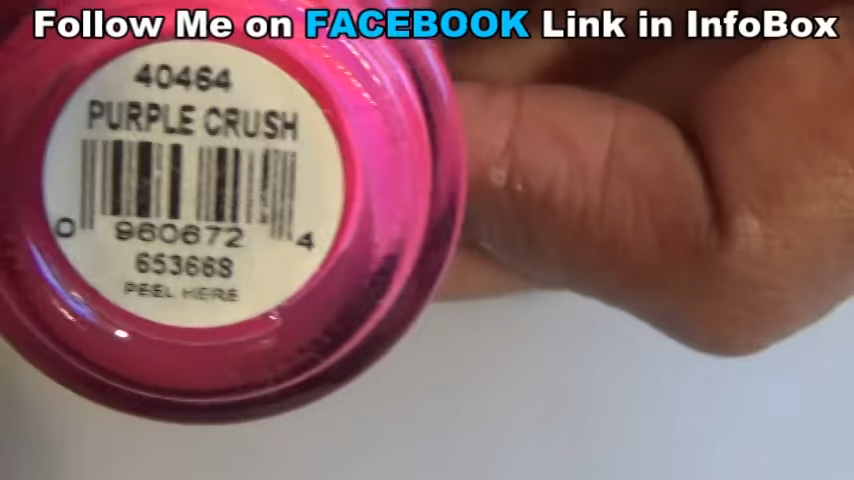 Follow Me on FACEBOOK Link in InfoBox
40464
PURPLE CRUSH
0 960672 4
653668
PEEL HERE